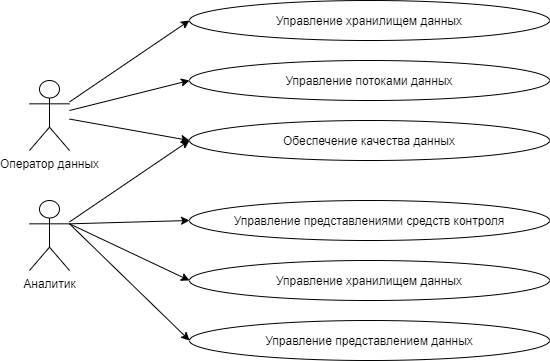 Управление хранилищем данных
Управление потоками данных
Обеспечение качества данных
Оператор данных
Управление представлениями средств контроля
Управление хранилищем данных
Аналитик
Управление представлением данных